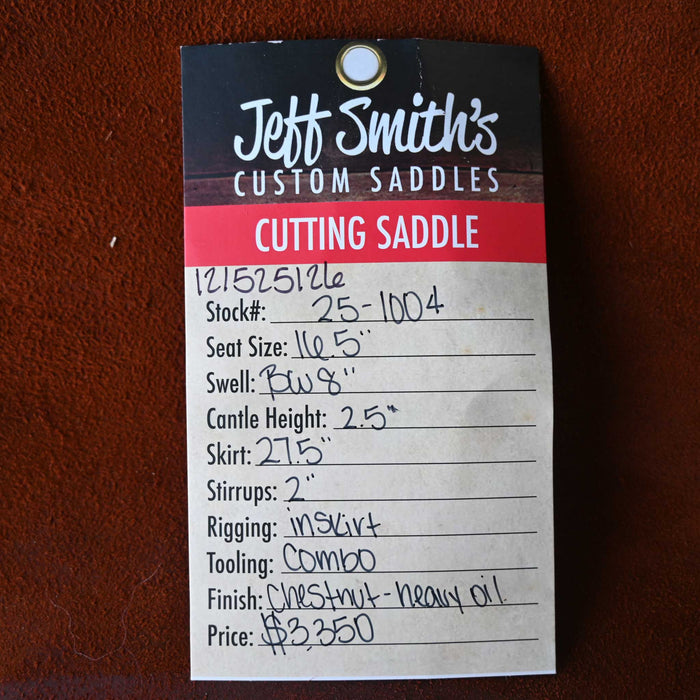 Jeff Smith's
CUSTOM SADDLES
CUTTING SADDLE
121525126
Stock#: 25-1004
Seat Size: 16.5"
Swell: BW 8"
Cantle Height: 2.5"
Skirt: 27.5"
Stirrups: 2"
Rigging: inskirt
Tooling: Combo
Finish: Chestnut-heavy oil
Price: $3,350